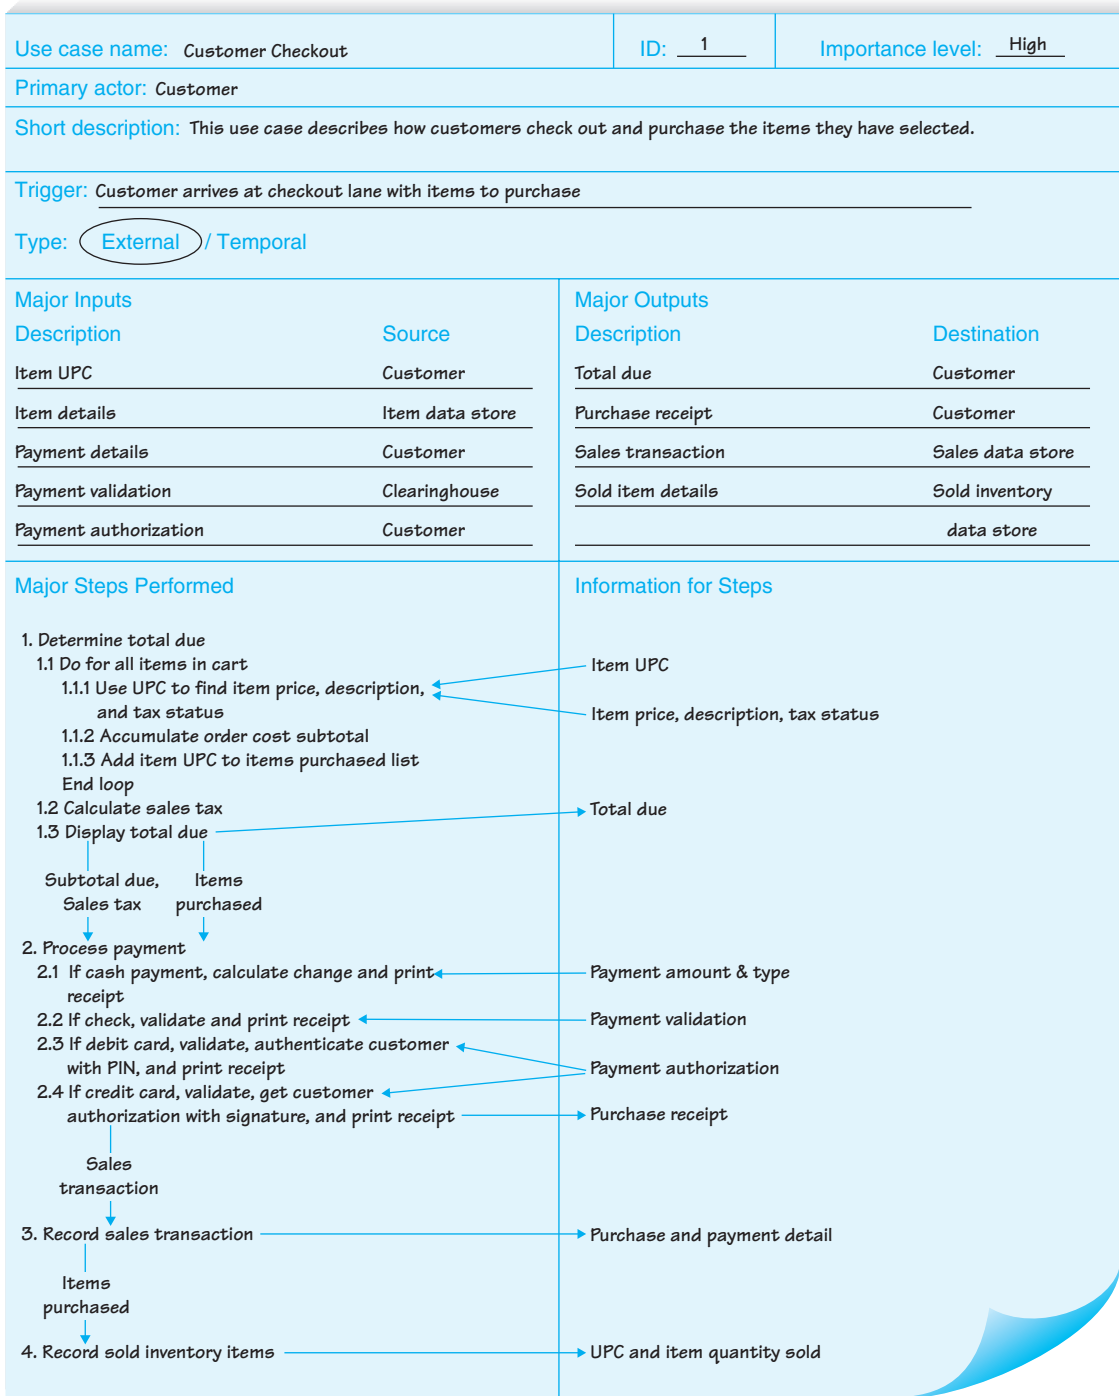 Use case name: Customer Checkout
ID: 1
Importance level: High
Primary actor: Customer
Short description: This use case describes how customers check out and purchase the items they have selected.
Trigger: Customer arrives at checkout lane with items to purchase
Type: External / Temporal
Major Inputs
Description Source
Item UPC Customer
Item details Item data store
Payment details Customer
Payment validation Clearinghouse
Payment authorization Customer
Major Outputs
Description Destination
Total due Customer
Purchase receipt Customer
Sales transaction Sales data store
Sold item details Sold inventory
data store
Major Steps Performed
1. Determine total due
1.1 Do for all items in cart
1.1.1 Use UPC to find item price, description,
and tax status
1.1.2 Accumulate order cost subtotal
1.1.3 Add item UPC to items purchased list
End loop
1.2 Calculate sales tax
1.3 Display total due
Subtotal due,
Sales tax
Items
purchased
2. Process payment
2.1 If cash payment, calculate change and print
receipt
2.2 If check, validate and print receipt
2.3 If debit card, validate, authenticate customer
with PIN, and print receipt
2.4 If credit card, validate, get customer
authorization with signature, and print receipt
Sales
transaction
3. Record sales transaction
Items
purchased
4. Record sold inventory items
Information for Steps
Item UPC
Item price, description, tax status
Total due
Payment amount & type
Payment validation
Payment authorization
Purchase receipt
Purchase and payment detail
UPC and item quantity sold